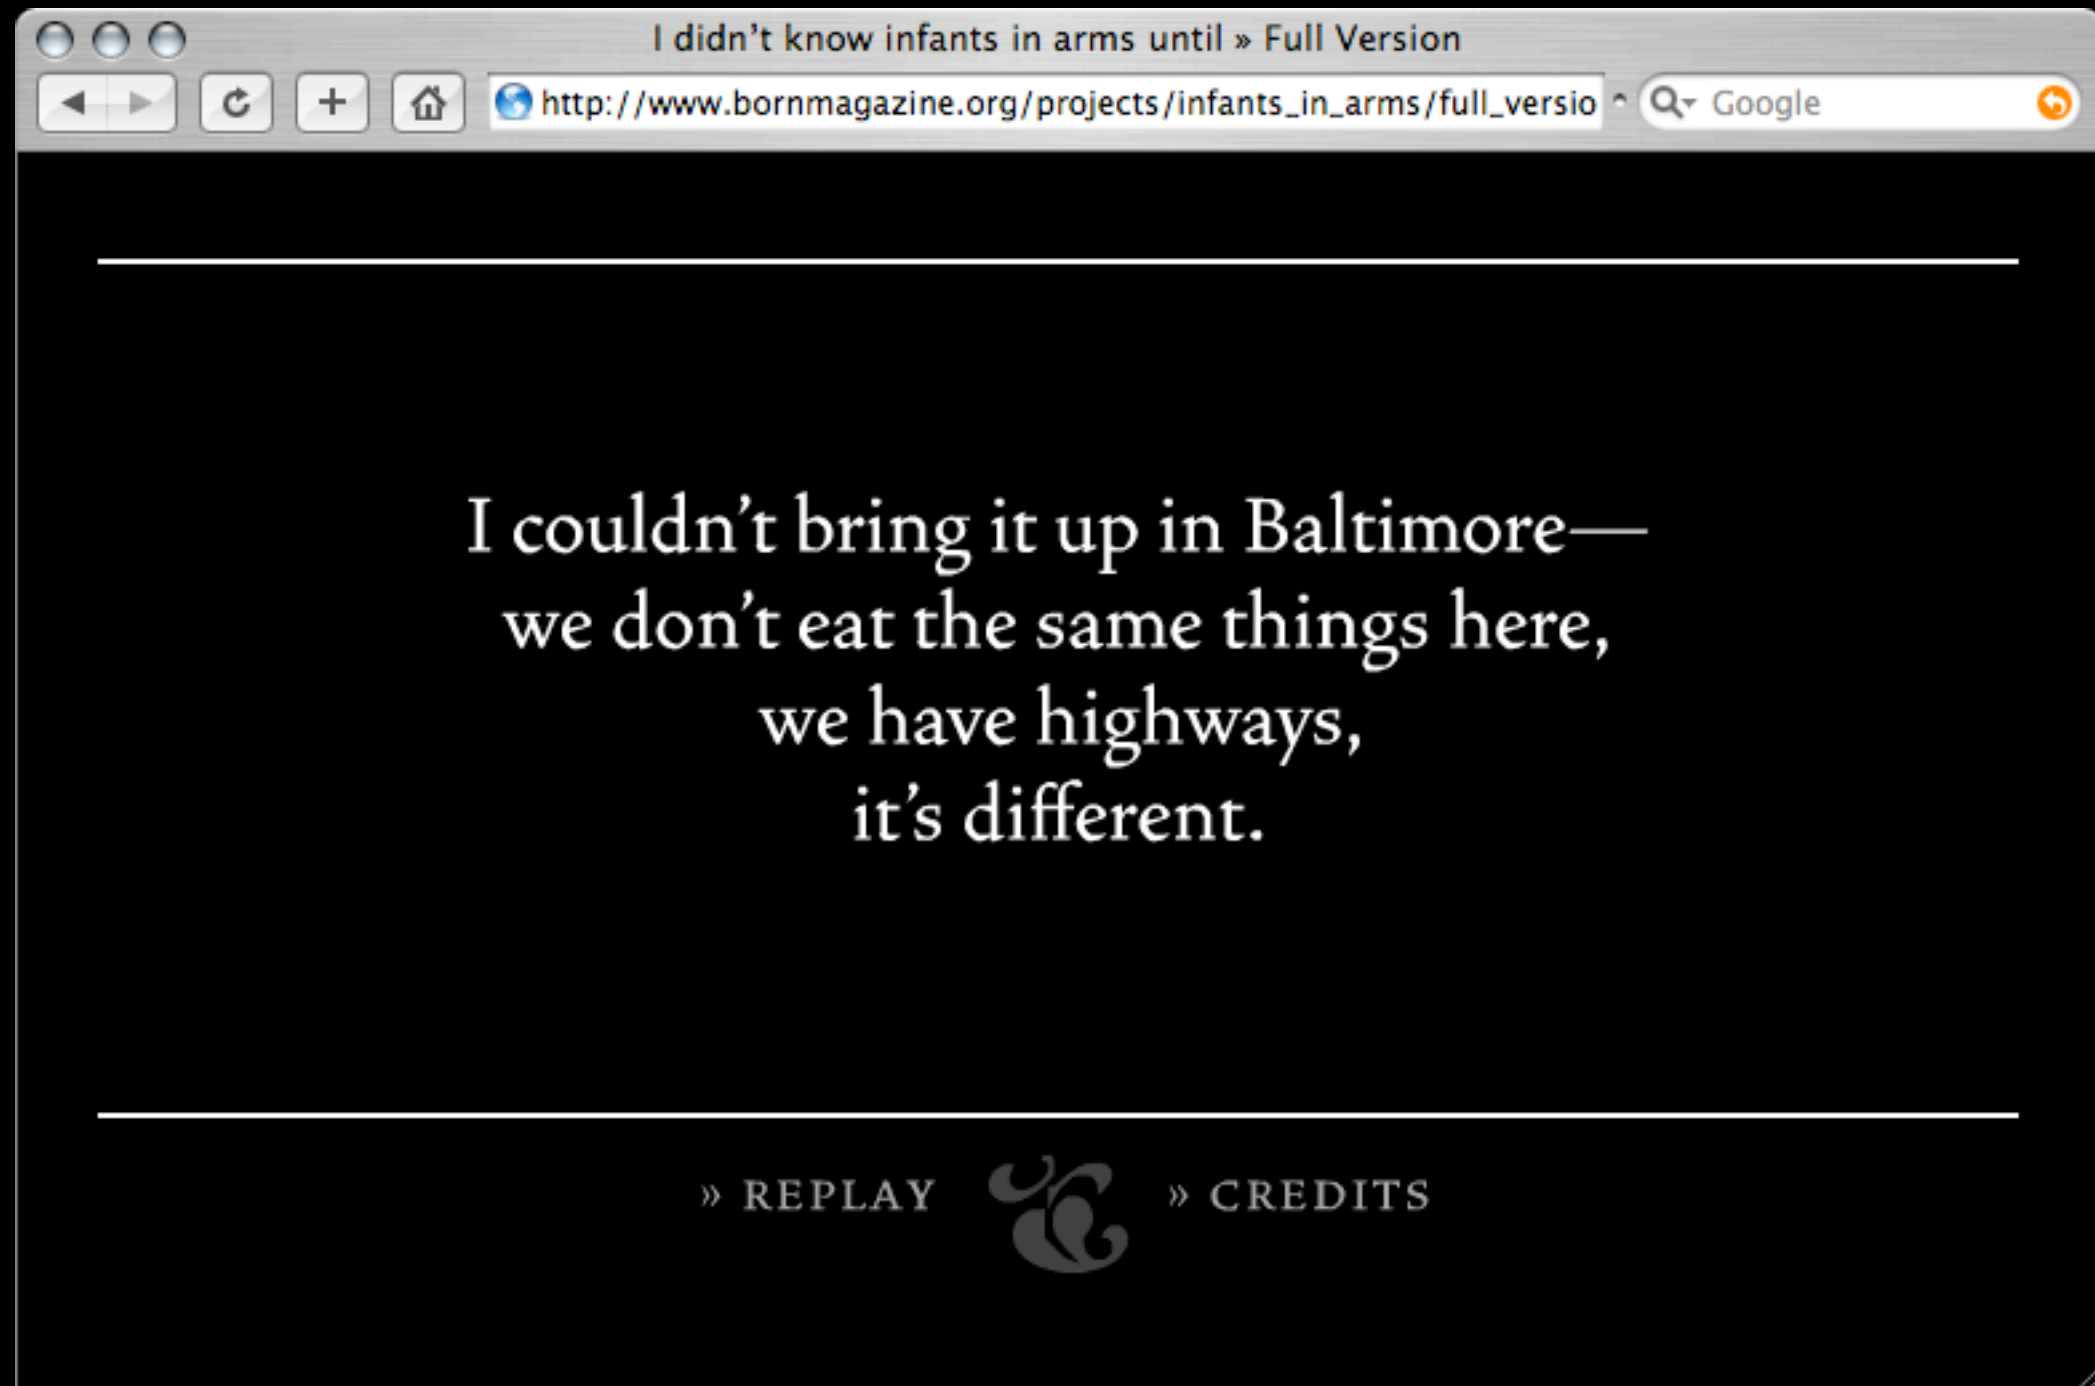 I didn’t know infants in arms until » Full Version
http://www.bornmagazine.org/projects/infants_in_arms/full_versio
Google
I couldn’t bring it up in Baltimore—
we don’t eat the same things here,
we have highways,
it’s different.
» REPLAY
» CREDITS